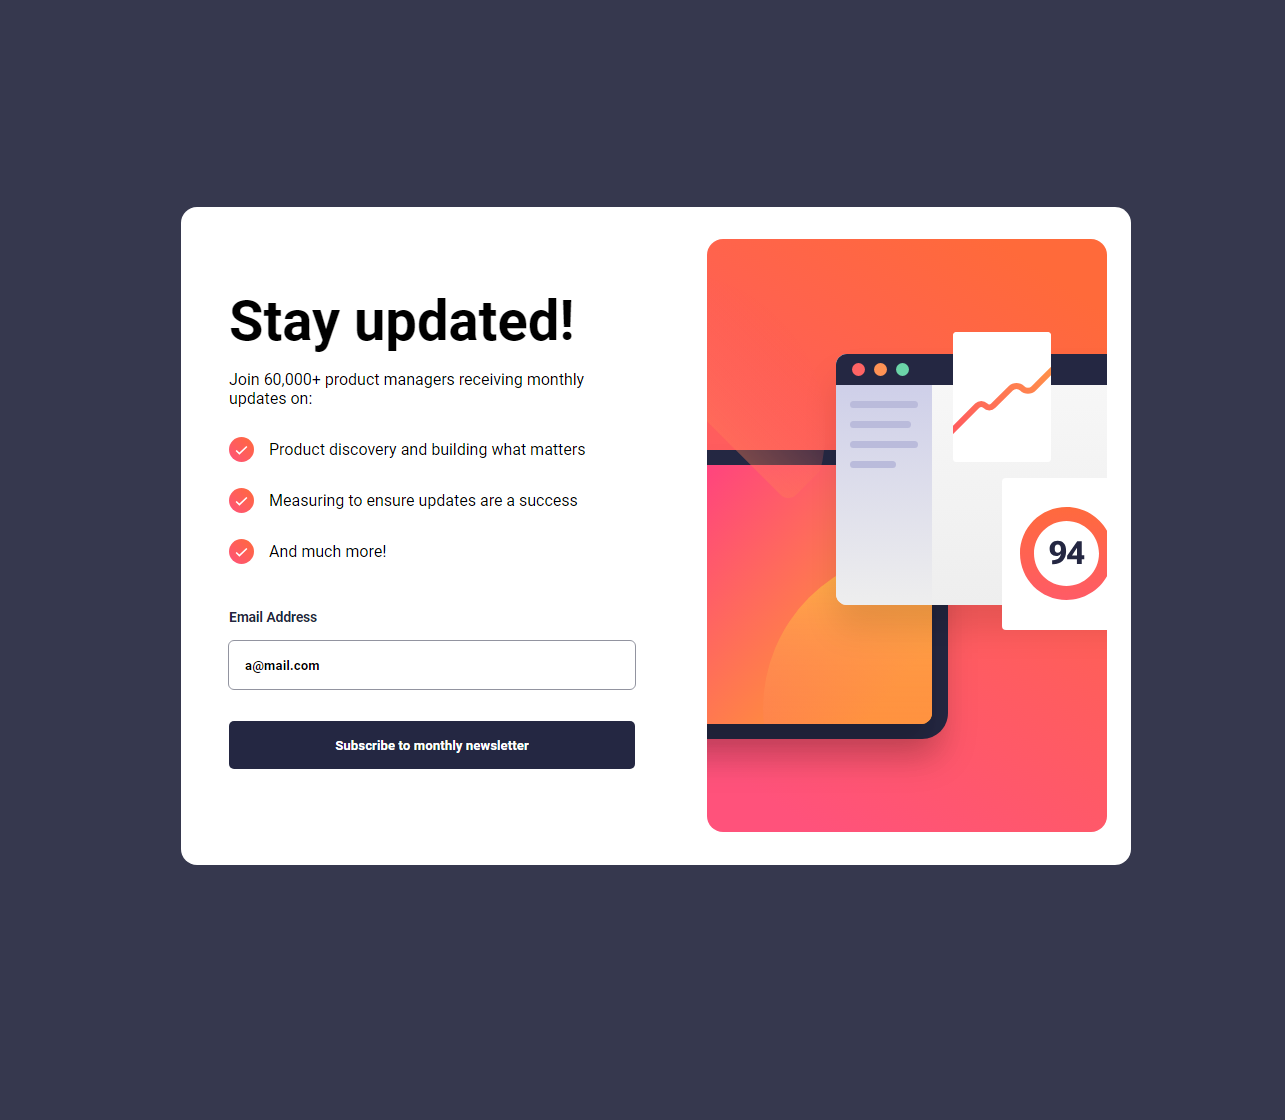 Stay updated!
Join 60,000+ product managers receiving monthly
updates on:
Product discovery and building what matters
Measuring to ensure updates are a success
And much more!
Email Address
a@mail.com
Subscribe to monthly newsletter
94